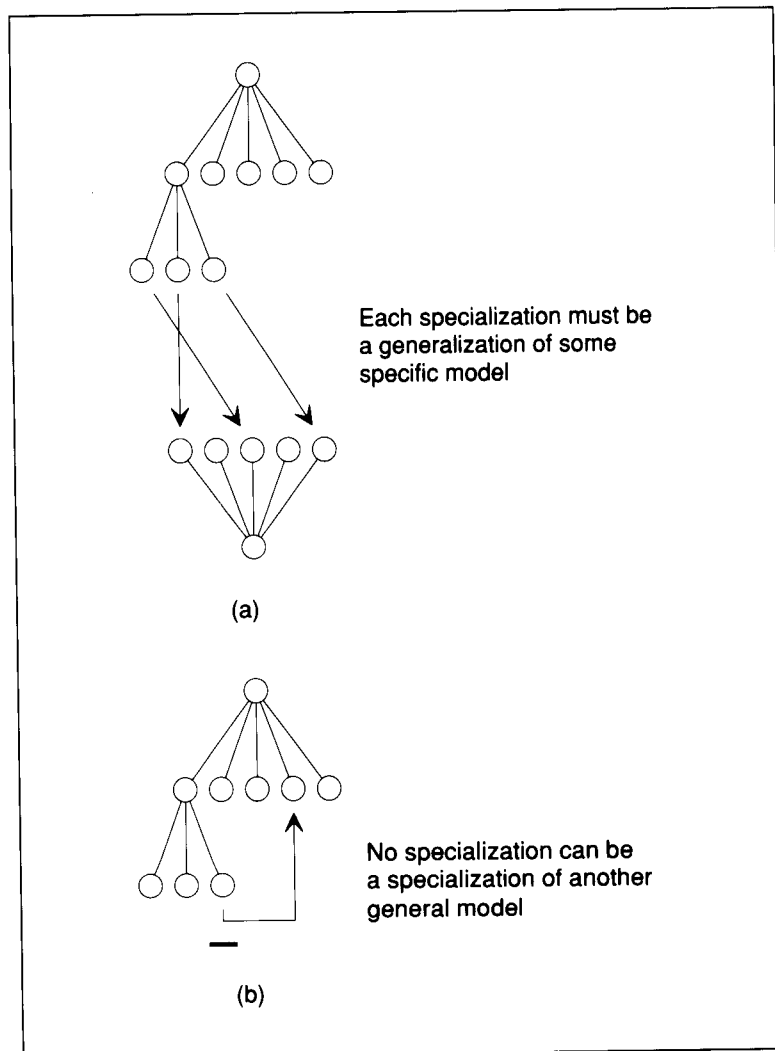 Each specialization must be
a generalization of some
specific model
(a)
No specialization can be
a specialization of another
general model
(b)